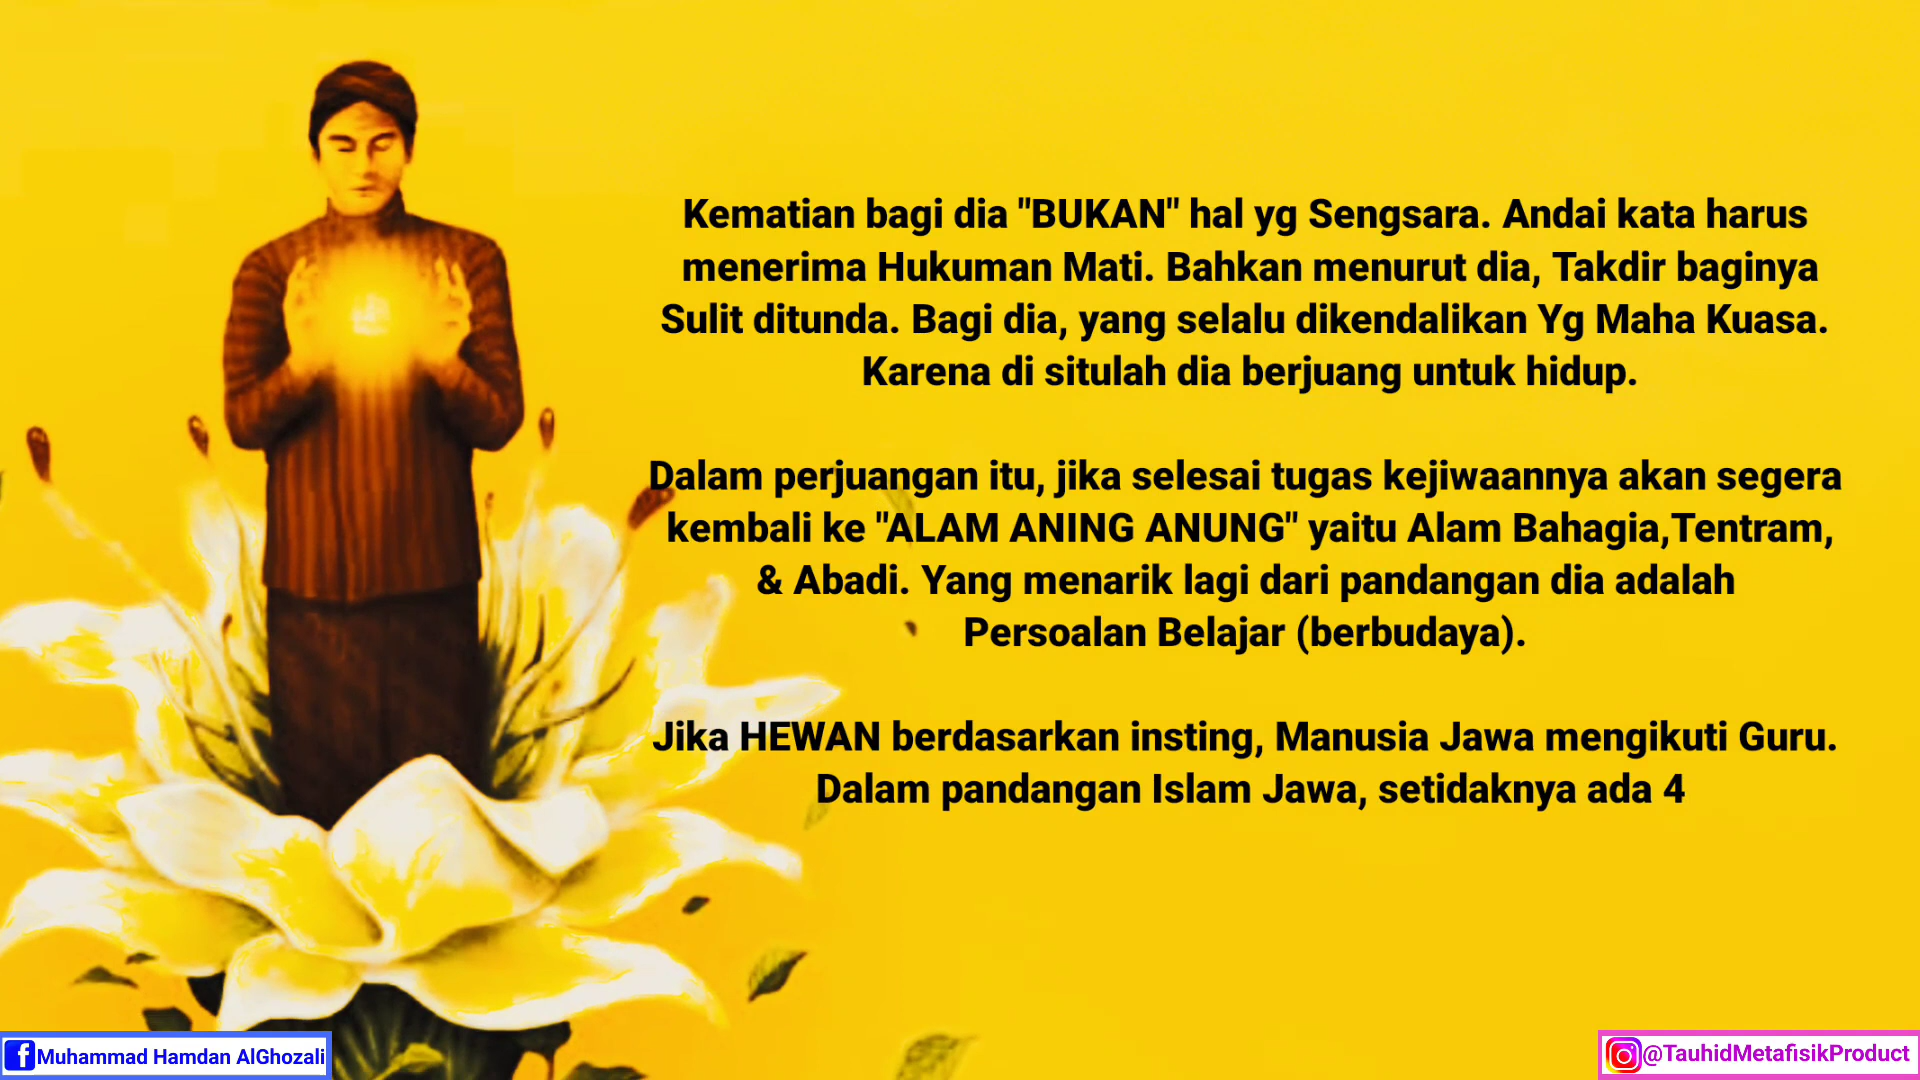 Kematian bagi dia "BUKAN" hal yg Sengsara. Andai kata harus
menerima Hukuman Mati. Bahkan menurut dia, Takdir baginya
Sulit ditunda. Bagi dia, yang selalu dikendalikan Yg Maha Kuasa.
Karena di situlah dia berjuang untuk hidup.
Dalam perjuangan itu, jika selesai tugas kejiwaannya akan segera
kembali ke "ALAM ANING ANUNG" yaitu Alam Bahagia,Tentram,
& Abadi. Yang menarik lagi dari pandangan dia adalah
Persoalan Belajar (berbudaya).
Jika HEWAN berdasarkan insting, Manusia Jawa mengikuti Guru.
Dalam pandangan Islam Jawa, setidaknya ada 4
Muhammad Hamdan AlGhozali
@TauhidMetafisikProduct